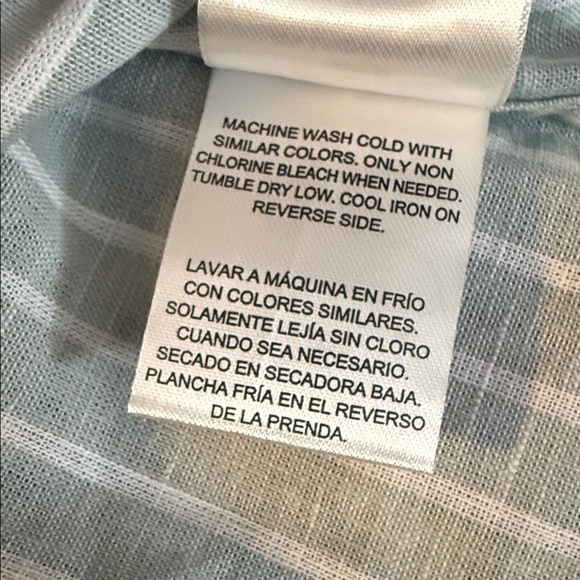 MACHINE WASH COLD WITH
SIMILAR COLORS. ONLY NON
CHLORINE BLEACH WHEN NEEDED.
TUMBLE DRY LOW. COOL IRON ON
REVERSE SIDE.
LAVAR A MÁQUINA EN FRÍO
CON COLORES SIMILARES.
SOLAMENTE LEJÍA SIN CLORO
CUANDO SEA NECESARIO.
SECADO EN SECADORA BAJA.
PLANCHA FRÍA EN EL REVERSO
DE LA PRENDA.